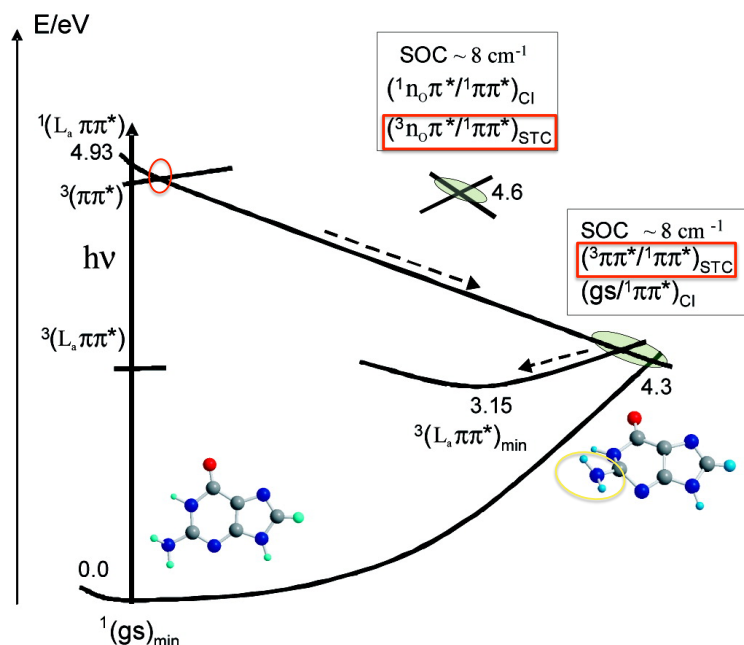 E/eV
SOC ~ 8 cm⁻¹
(¹nₒπ*/¹ππ*)CI
(³nₒπ*/¹ππ*)STC
¹(Lₐ ππ*)
4.93
4.6
³(ππ*)
SOC ~ 8 cm⁻¹
(³ππ*/¹ππ*)STC
(gs/¹ππ*)CI
hν
³(Lₐ ππ*)
4.3
3.15
³(Lₐ ππ*)min
0.0
¹(gs)min